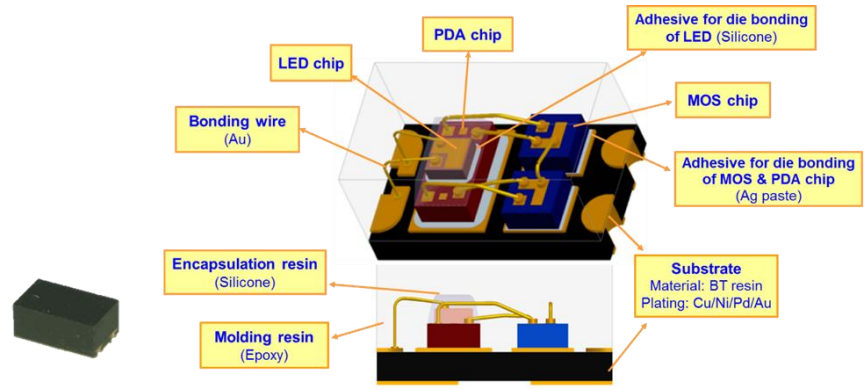 PDA chip
Adhesive for die bonding
of LED (Silicone)
LED chip
MOS chip
Bonding wire
(Au)
Adhesive for die bonding
of MOS & PDA chip
(Ag paste)
Encapsulation resin
(Silicone)
Substrate
Material: BT resin
Plating: Cu/Ni/Pd/Au
Molding resin
(Epoxy)